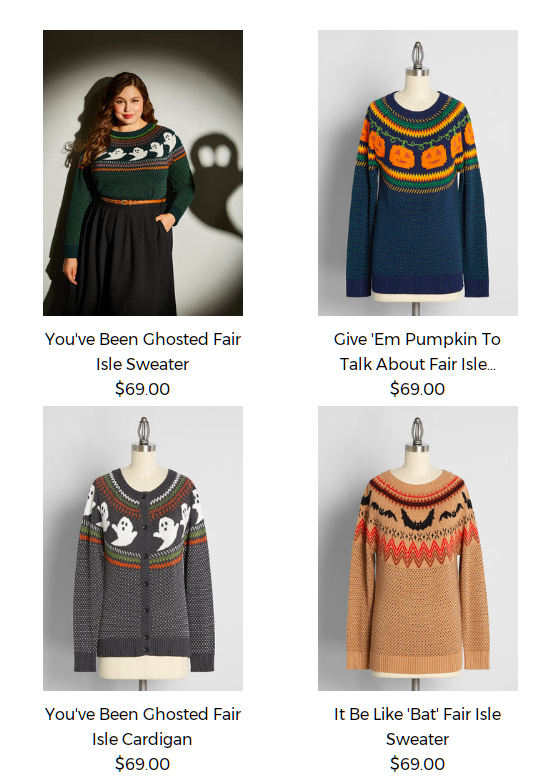 You've Been Ghosted Fair
Isle Sweater
$69.00
Give 'Em Pumpkin To
Talk About Fair Isle...
$69.00
You've Been Ghosted Fair
Isle Cardigan
$69.00
It Be Like 'Bat' Fair Isle
Sweater
$69.00